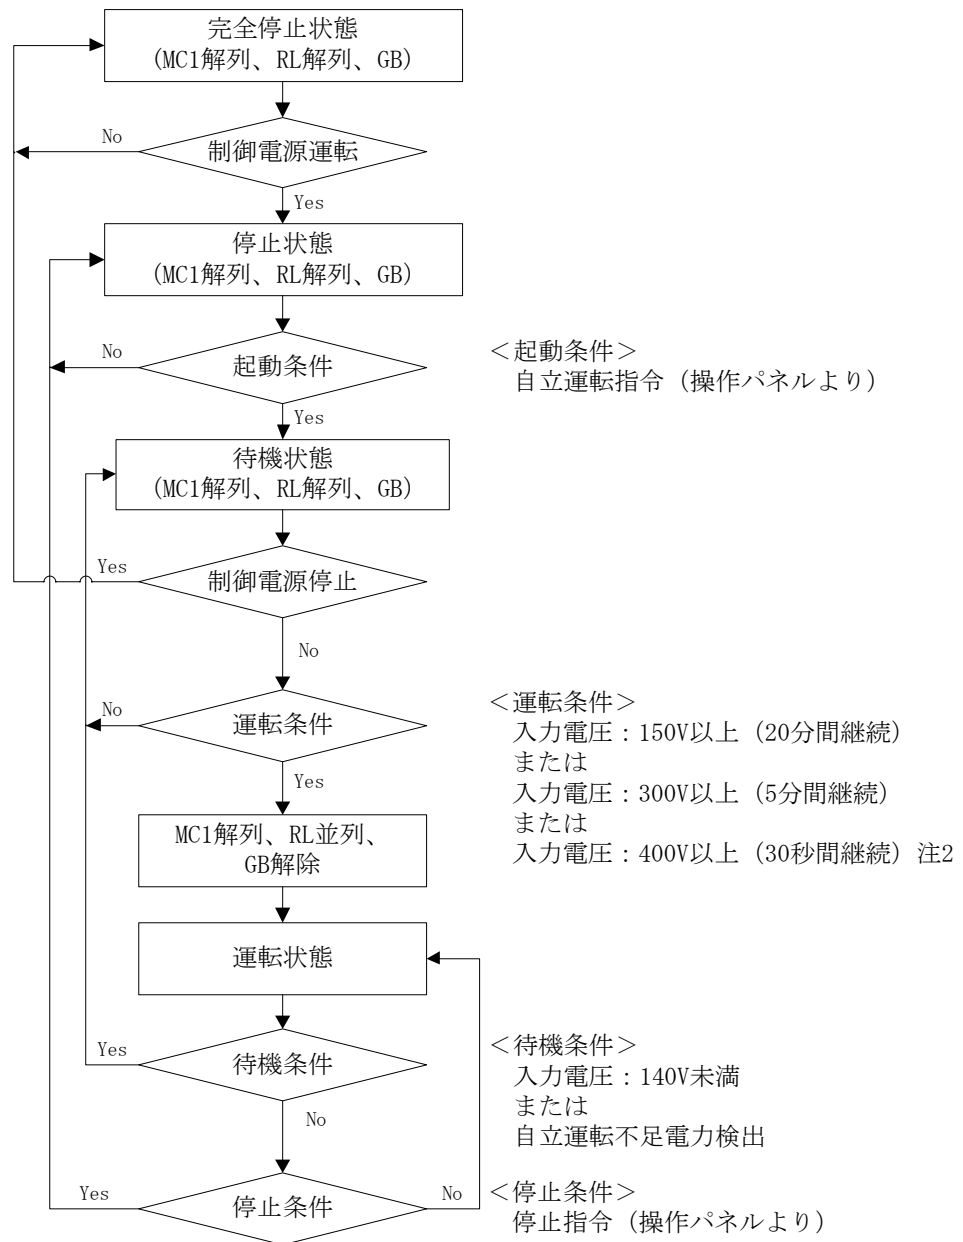 完全停止状態
(MC1解列、RL解列、GB)
No
制御電源運転
Yes
停止状態
(MC1解列、RL解列、GB)
No
起動条件
Yes
＜起動条件＞
自立運転指令（操作パネルより）
待機状態
(MC1解列、RL解列、GB)
Yes
制御電源停止
No
No
運転条件
Yes
＜運転条件＞
入力電圧：150V以上（20分間継続）
または
入力電圧：300V以上（5分間継続）
または
入力電圧：400V以上（30秒間継続）注2
MC1解列、RL並列、
GB解除
運転状態
Yes
待機条件
No
＜待機条件＞
入力電圧：140V未満
または
自立運転不足電力検出
Yes
停止条件
No
＜停止条件＞
停止指令（操作パネルより）